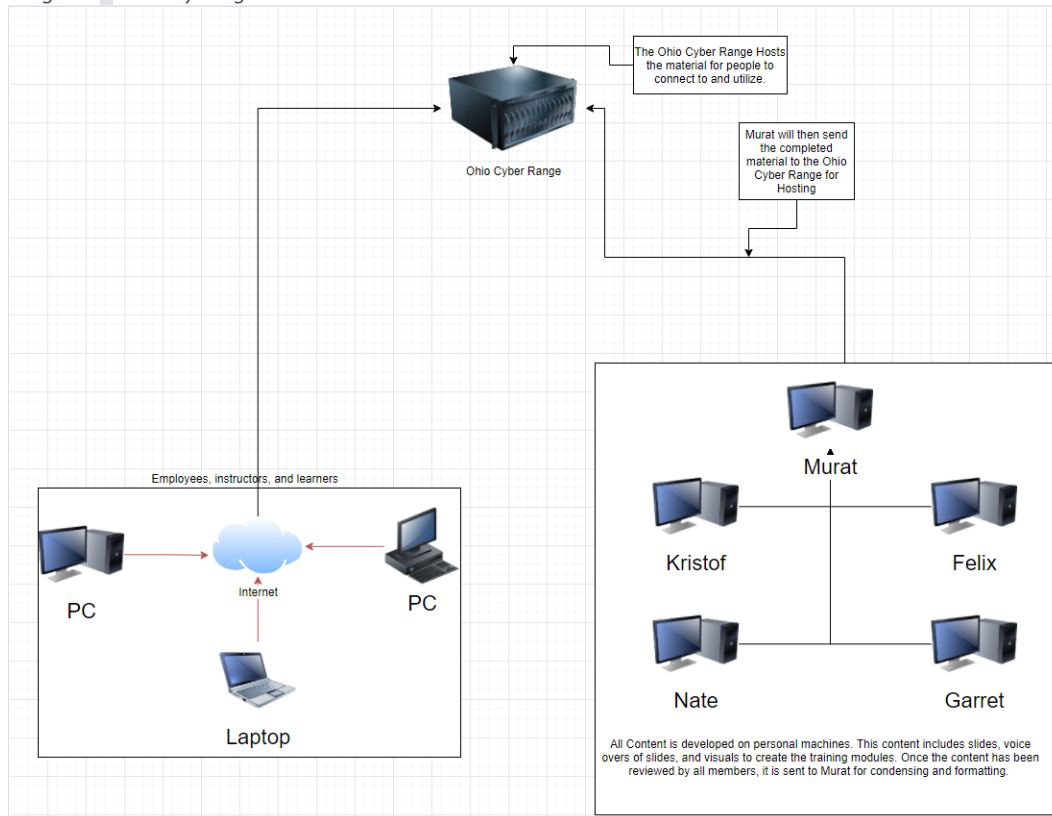 The Ohio Cyber Range Hosts
the material for people to
connect to and utilize.
Ohio Cyber Range
Murat will then send
the completed
material to the Ohio
Cyber Range for
Hosting
Employees, instructors, and learners
Internet
PC
PC
Laptop
Murat
Kristof
Felix
Nate
Garret
All Content is developed on personal machines. This content includes slides, voice
overs of slides, and visuals to create the training modules. Once the content has been
reviewed by all members, it is sent to Murat for condensing and formatting.